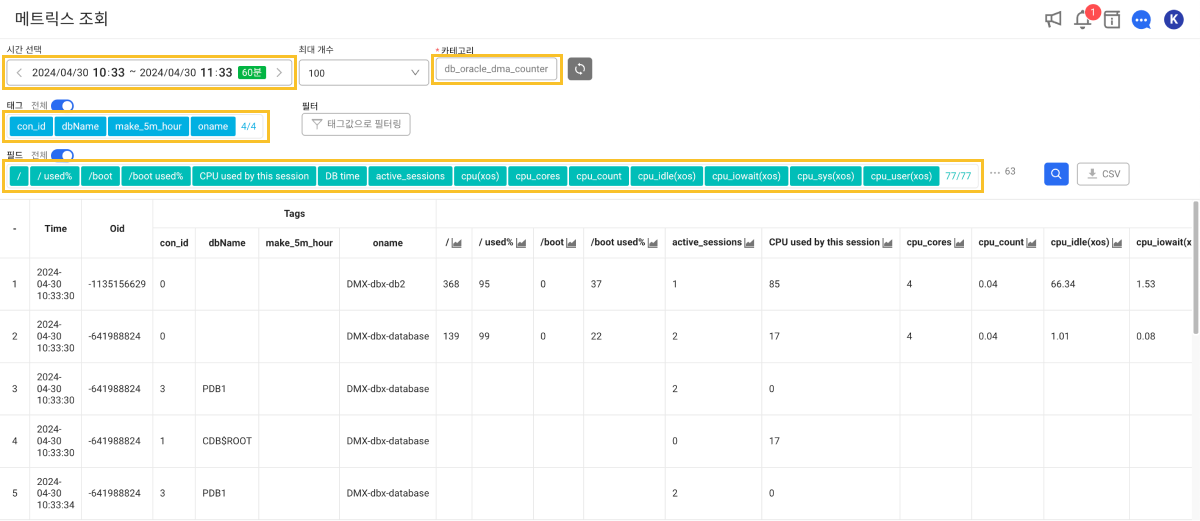 메트릭스 조회
1
K
시간 선택
최대 개수
* 카테고리
2024/04/30 10:33 ~ 2024/04/30 11:33 60분
100
db_oracle_dma_counter
태그 전체
필터
con_id dbName make_5m_hour oname 4/4
태그값으로 필터링
필드 전체
/ / used% /boot /boot used% CPU used by this session DB time active_sessions cpu(xos) cpu_cores cpu_count cpu_idle(xos) cpu_iowait(xos) cpu_sys(xos) cpu_user(xos) 77/77 ··· 63
CSV
- Time Oid Tags
con_id dbName make_5m_hour oname / / used% /boot /boot used% active_sessions CPU used by this session cpu_cores cpu_count cpu_idle(xos) cpu_iowait(x
1 2024-04-30 10:33:30 -1135156629 0 DMX-dbx-db2 368 95 0 37 1 85 4 0.04 66.34 1.53
2 2024-04-30 10:33:30 -641988824 0 DMX-dbx-database 139 99 0 22 2 17 4 0.04 1.01 0.08
3 2024-04-30 10:33:30 -641988824 3 PDB1 DMX-dbx-database 2 0
4 2024-04-30 10:33:30 -641988824 1 CDB$ROOT DMX-dbx-database 0 17
5 2024-04-30 10:33:34 -641988824 3 PDB1 DMX-dbx-database 2 0